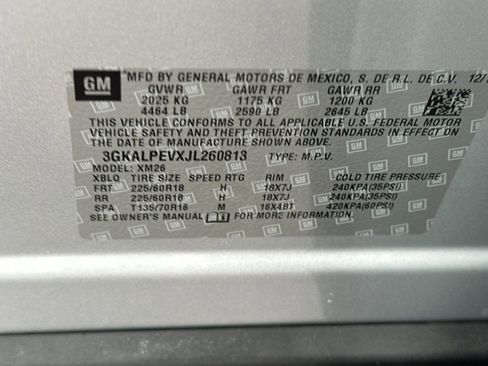 GM
MFD BY GENERAL MOTORS DE MEXICO, S. DE R.L. DE C.V. 12/
GVWR GAWR FRT GAWR RR
2025 KG 1175 KG 1200 KG
4464 LB 2590 LB 2645 LB
THIS VEHICLE CONFORMS TO ALL APPLICABLE U.S. FEDERAL MOTOR
VEHICLE SAFETY AND THEFT PREVENTION STANDARDS IN EFFECT ON
THE DATE OF MANUFACTURE SHOWN ABOVE.
3GKALPEVXJL260813 TYPE: M.P.V.
MODEL: XM26
XBLQ TIRE SIZE SPEED RTG RIM COLD TIRE PRESSURE
FRT 225/60R18 H 18X7J 240KPA(35PSI)
RR 225/60R18 H 18X7J 240KPA(35PSI)
SPA T135/70R16 M 16X4BT 420KPA(60PSI)
SEE OWNER'S MANUAL FOR MORE INFORMATION.